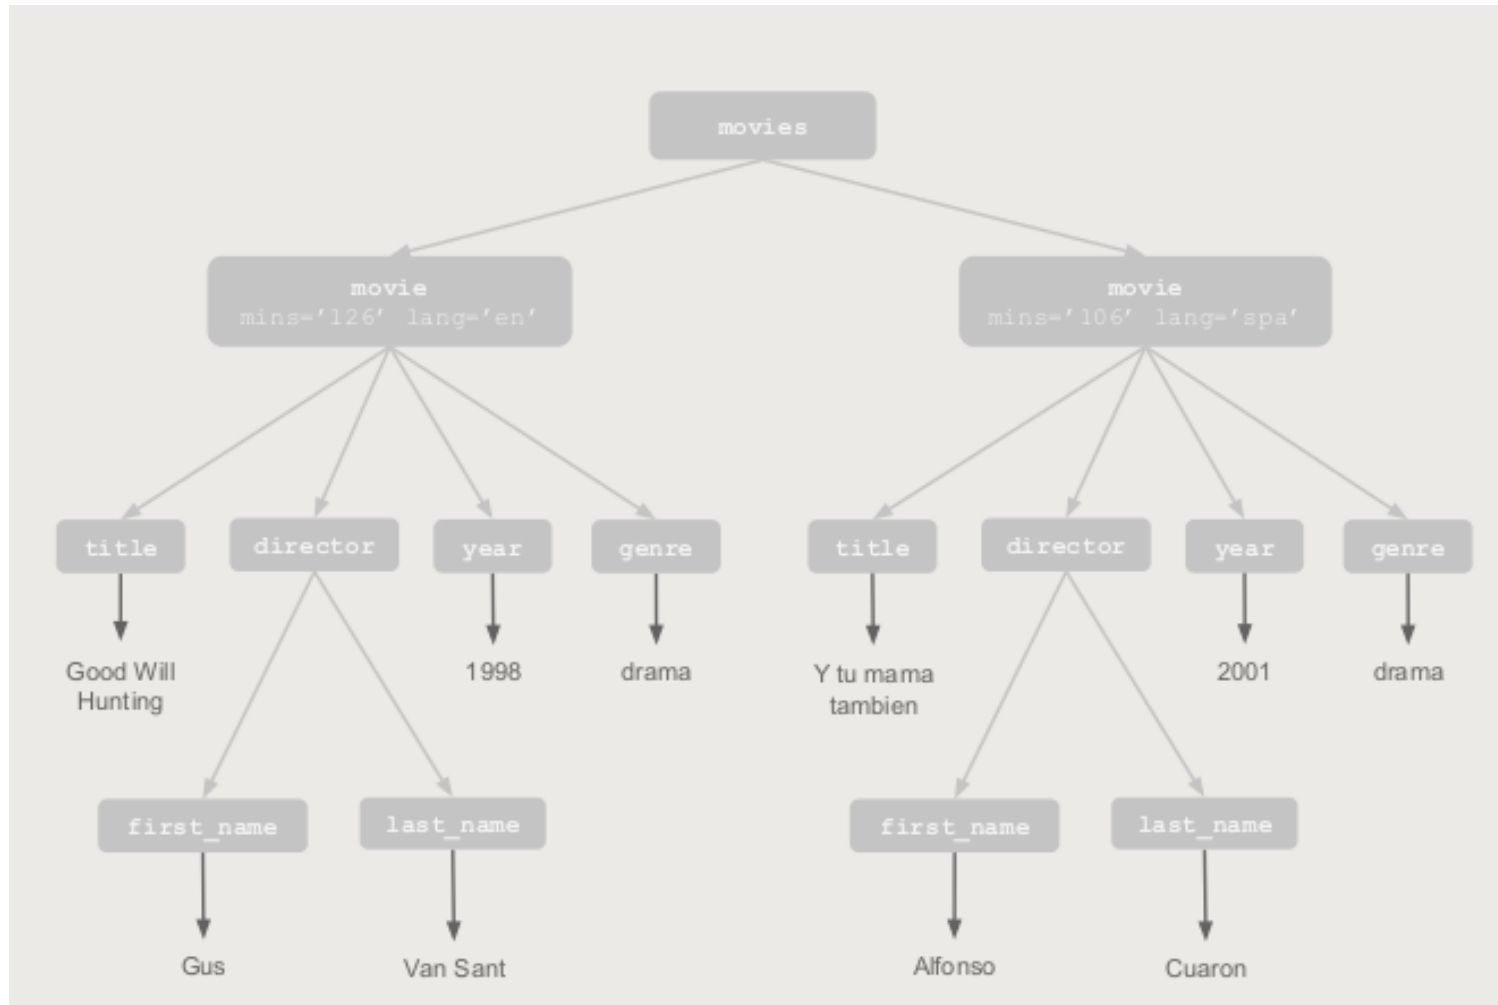 movies
movie
mins=’126’ lang=’en’
movie
mins=’106’ lang=’spa’
title
director
year
genre
title
director
year
genre
Good Will
Hunting
1998
drama
Y tu mama
tambien
2001
drama
first_name
last_name
first_name
last_name
Gus
Van Sant
Alfonso
Cuaron